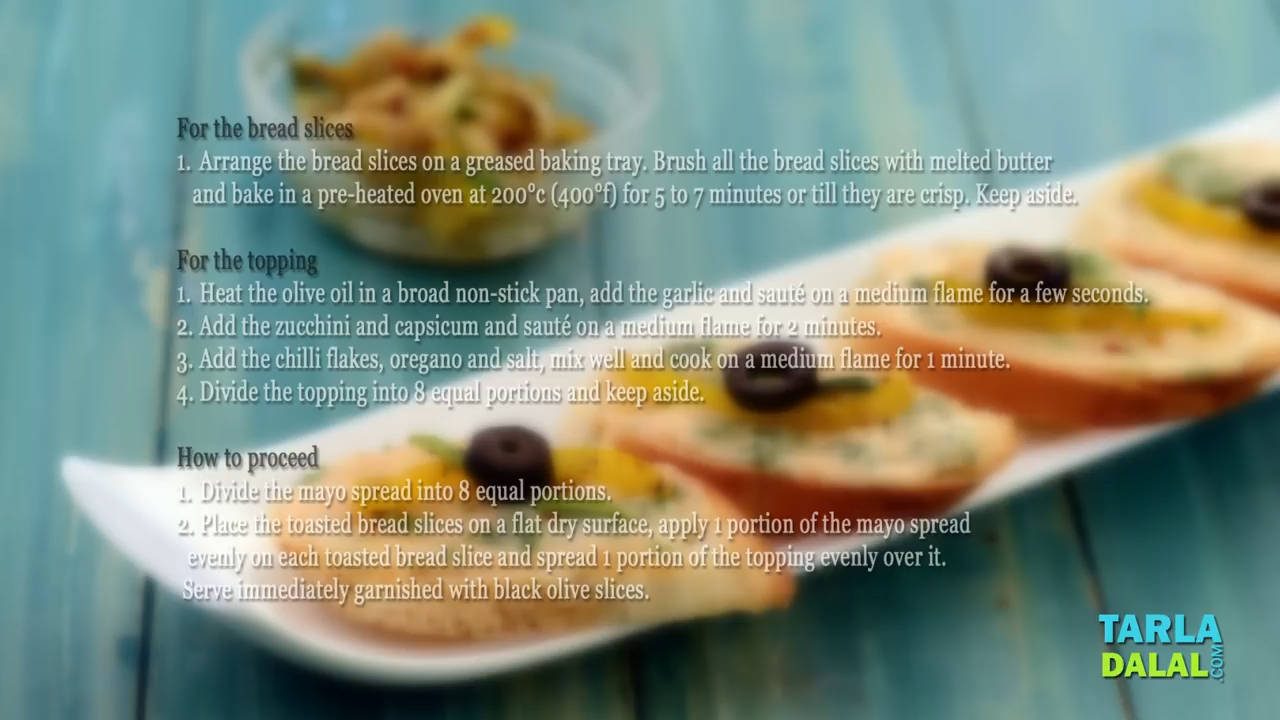 For the bread slices
1. Arrange the bread slices on a greased baking tray. Brush all the bread slices with melted butter
and bake in a pre-heated oven at 200°c (400°f) for 5 to 7 minutes or till they are crisp. Keep aside.
For the topping
1. Heat the olive oil in a broad non-stick pan, add the garlic and sauté on a medium flame for a few seconds.
2. Add the zucchini and capsicum and sauté on a medium flame for 2 minutes.
3. Add the chilli flakes, oregano and salt, mix well and cook on a medium flame for 1 minute.
4. Divide the topping into 8 equal portions and keep aside.
How to proceed
1. Divide the mayo spread into 8 equal portions.
2. Place the toasted bread slices on a flat dry surface, apply 1 portion of the mayo spread
evenly on each toasted bread slice and spread 1 portion of the topping evenly over it.
Serve immediately garnished with black olive slices.
TARLA
DALAL.COM